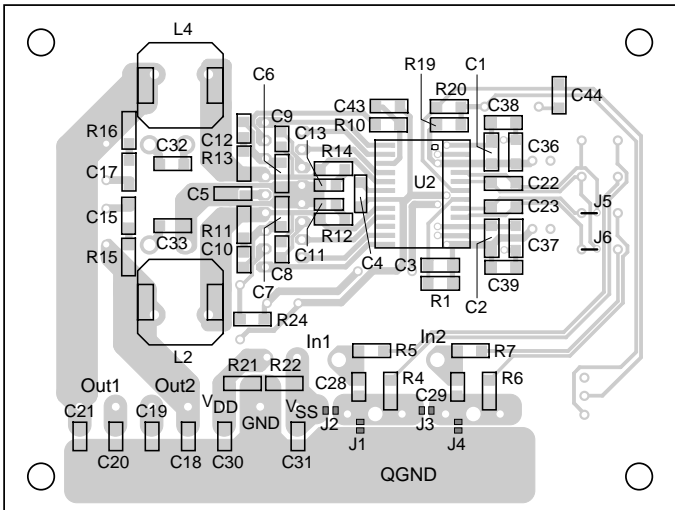 L4
C6
R19
C1
C43
R20
C44
R16
C12
C9
C13
R10
C38
C32
R13
R14
C36
C17
C5
U2
C22
C15
C23
J5
C33
R11
R12
C37
J6
R15
C10
C11
C4
C3
C8
C39
C7
R1
C2
R24
L2
In1
In2
R5
R7
R21
R22
C28
R4
C29
R6
Out1
Out2
VDD
VSS
C21
C19
GND
J2
J3
J1
J4
C20
C18
C30
C31
QGND